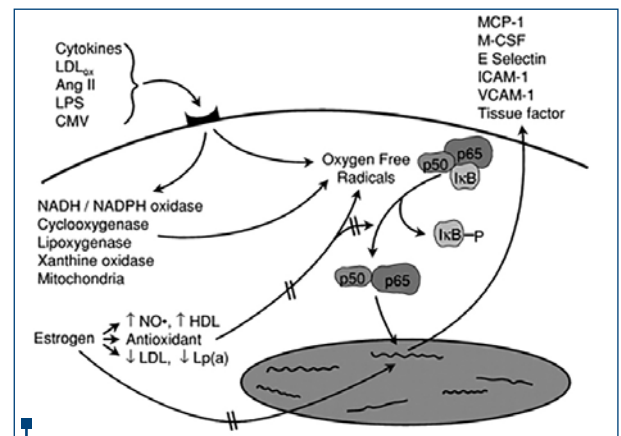 Cytokines
LDLox
Ang II
LPS
CMV
MCP-1
M-CSF
E Selectin
ICAM-1
VCAM-1
Tissue factor
Oxygen Free
Radicals
p50
p65
IκB
NADH / NADPH oxidase
Cyclooxygenase
Lipoxygenase
Xanthine oxidase
Mitochondria
IκB–P
p50
p65
Estrogen
↑ NO•, ↑ HDL
Antioxidant
↓ LDL, ↓ Lp(a)